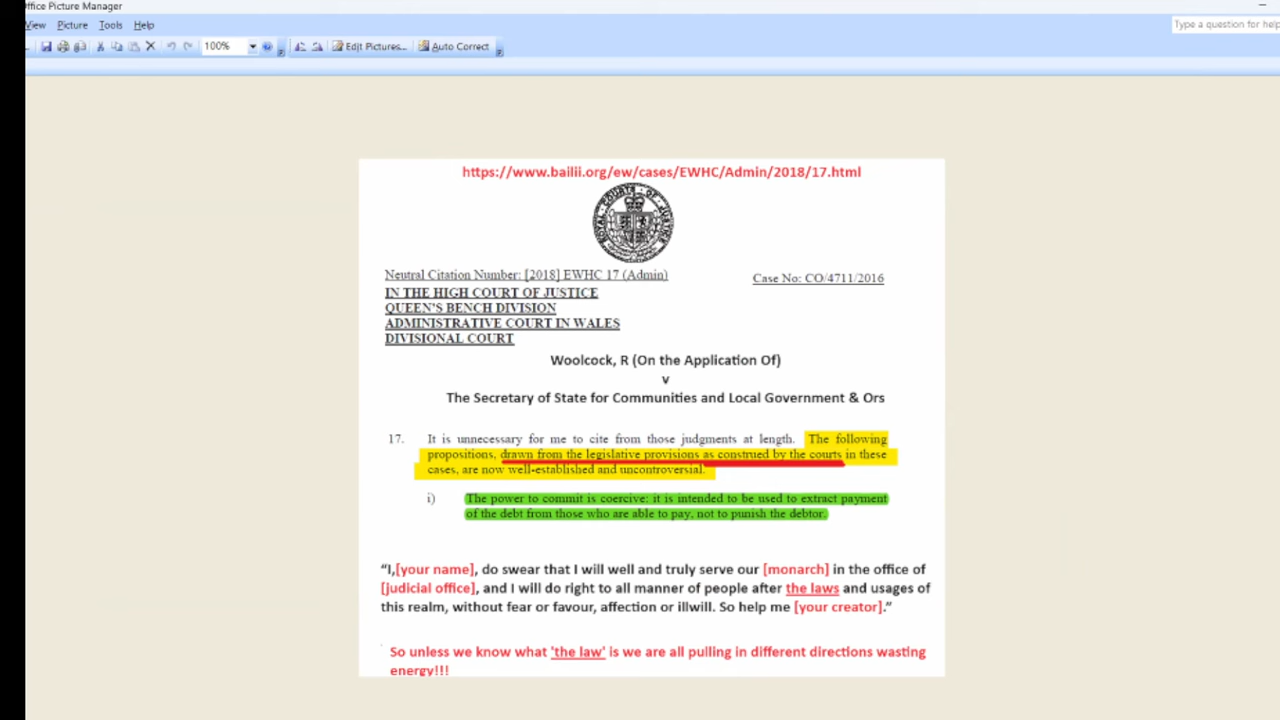 ffice Picture Manager
View Picture Tools Help
Type a question for help
100% Edit Pictures... Auto Correct
https://www.bailii.org/ew/cases/EWHC/Admin/2018/17.html
ROYAL COURTS OF JUSTICE
Neutral Citation Number: [2018] EWHC 17 (Admin)
Case No: CO/4711/2016
IN THE HIGH COURT OF JUSTICE
QUEEN'S BENCH DIVISION
ADMINISTRATIVE COURT IN WALES
DIVISIONAL COURT
Woolcock, R (On the Application Of)
v
The Secretary of State for Communities and Local Government & Ors
17. It is unnecessary for me to cite from those judgments at length. The following
propositions, drawn from the legislative provisions as construed by the courts in these
cases, are now well-established and uncontroversial.
i) The power to commit is coercive: it is intended to be used to extract payment
of the debt from those who are able to pay, not to punish the debtor.
“I,[your name], do swear that I will well and truly serve our [monarch] in the office of
[judicial office], and I will do right to all manner of people after the laws and usages of
this realm, without fear or favour, affection or illwill. So help me [your creator].”
So unless we know what 'the law' is we are all pulling in different directions wasting
energy!!!